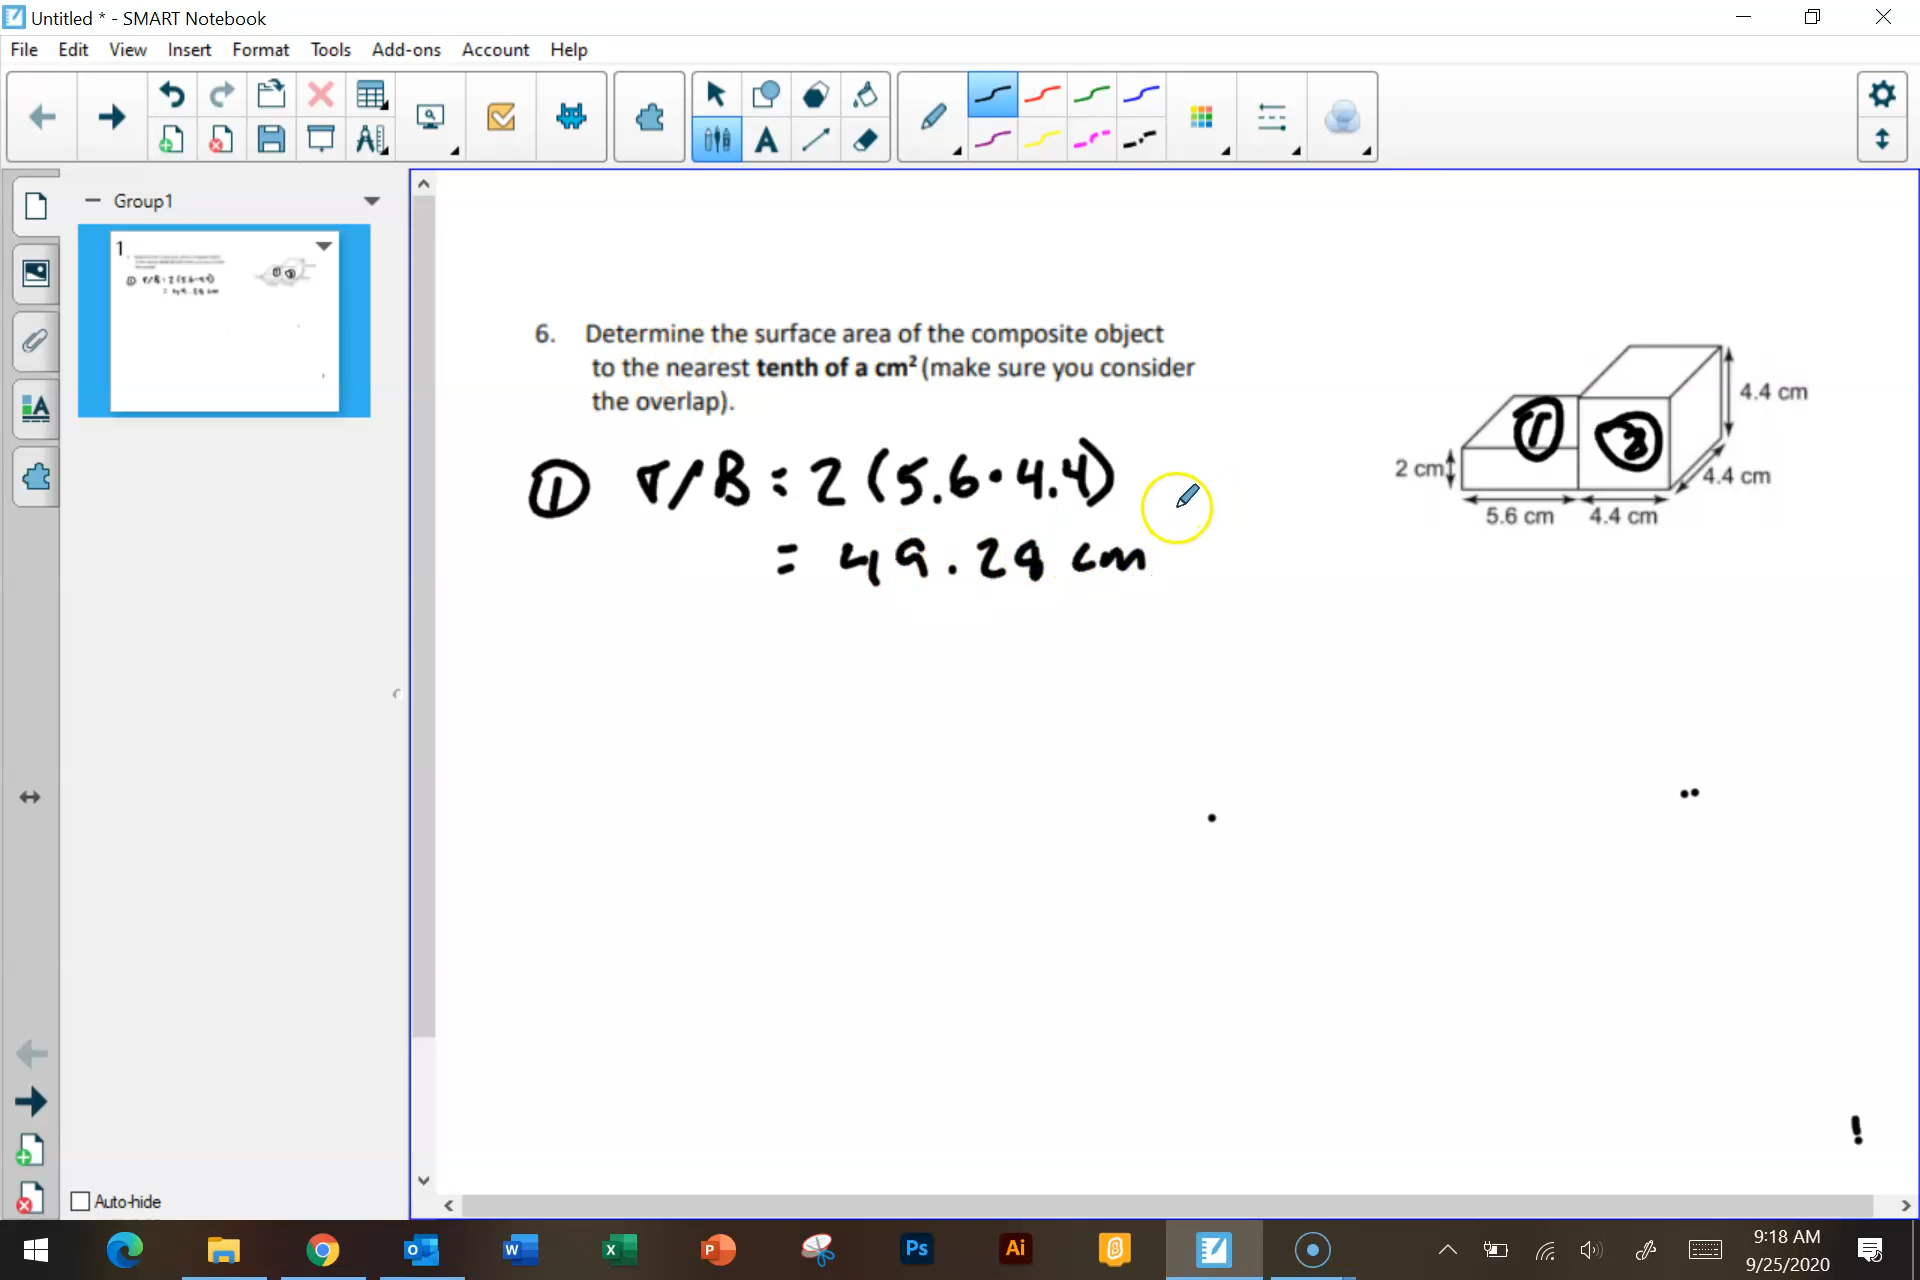 Untitled * - SMART Notebook
File Edit View Insert Format Tools Add-ons Account Help
Group1
1
6. Determine the surface area of the composite object
to the nearest tenth of a cm² (make sure you consider
the overlap).
① T/B = 2 (5.6 · 4.4)
= 49.28 cm
① ②
4.4 cm
2 cm
4.4 cm
5.6 cm 4.4 cm
Auto-hide
9:18 AM
9/25/2020